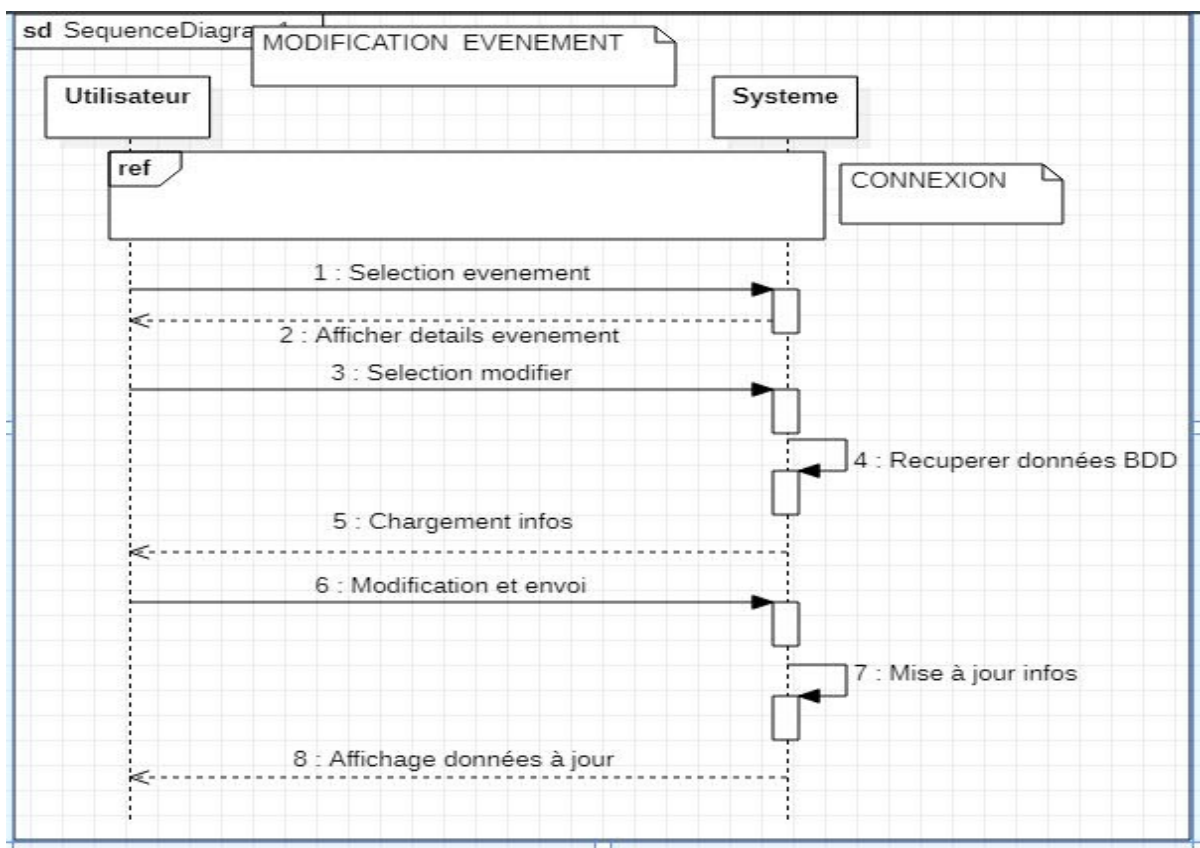 sd SequenceDiagra
MODIFICATION EVENEMENT
Utilisateur
Systeme
ref
CONNEXION
1 : Selection evenement
2 : Afficher details evenement
3 : Selection modifier
4 : Recuperer données BDD
5 : Chargement infos
6 : Modification et envoi
7 : Mise à jour infos
8 : Affichage données à jour